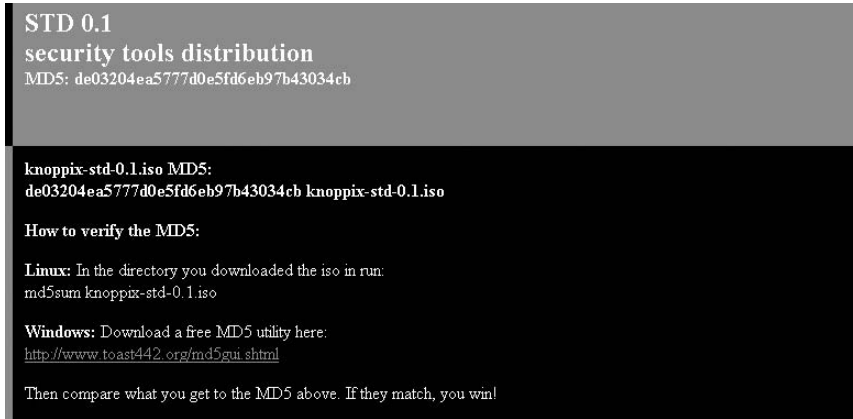 STD 0.1
security tools distribution
MD5: de03204ea5777d0e5fd6eb97b43034cb
knoppix-std-0.1.iso MD5:
de03204ea5777d0e5fd6eb97b43034cb knoppix-std-0.1.iso
How to verify the MD5:
Linux: In the directory you downloaded the iso in run:
md5sum knoppix-std-0.1.iso
Windows: Download a free MD5 utility here:
http://www.toast442.org/md5gui.shtml
Then compare what you get to the MD5 above. If they match, you win!